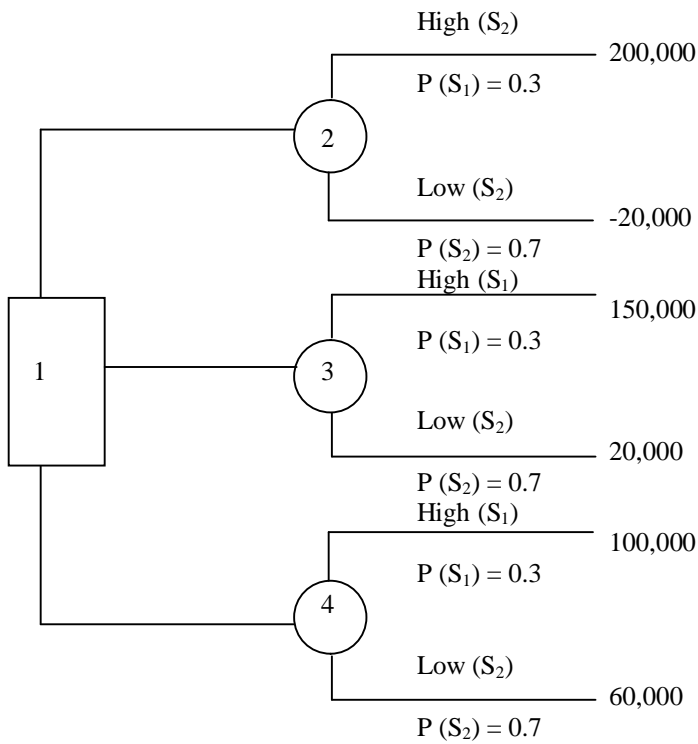 High (S₂)
200,000
P (S₁) = 0.3
2
Low (S₂)
-20,000
P (S₂) = 0.7
High (S₁)
150,000
P (S₁) = 0.3
1
3
Low (S₂)
20,000
P (S₂) = 0.7
High (S₁)
100,000
P (S₁) = 0.3
4
Low (S₂)
60,000
P (S₂) = 0.7